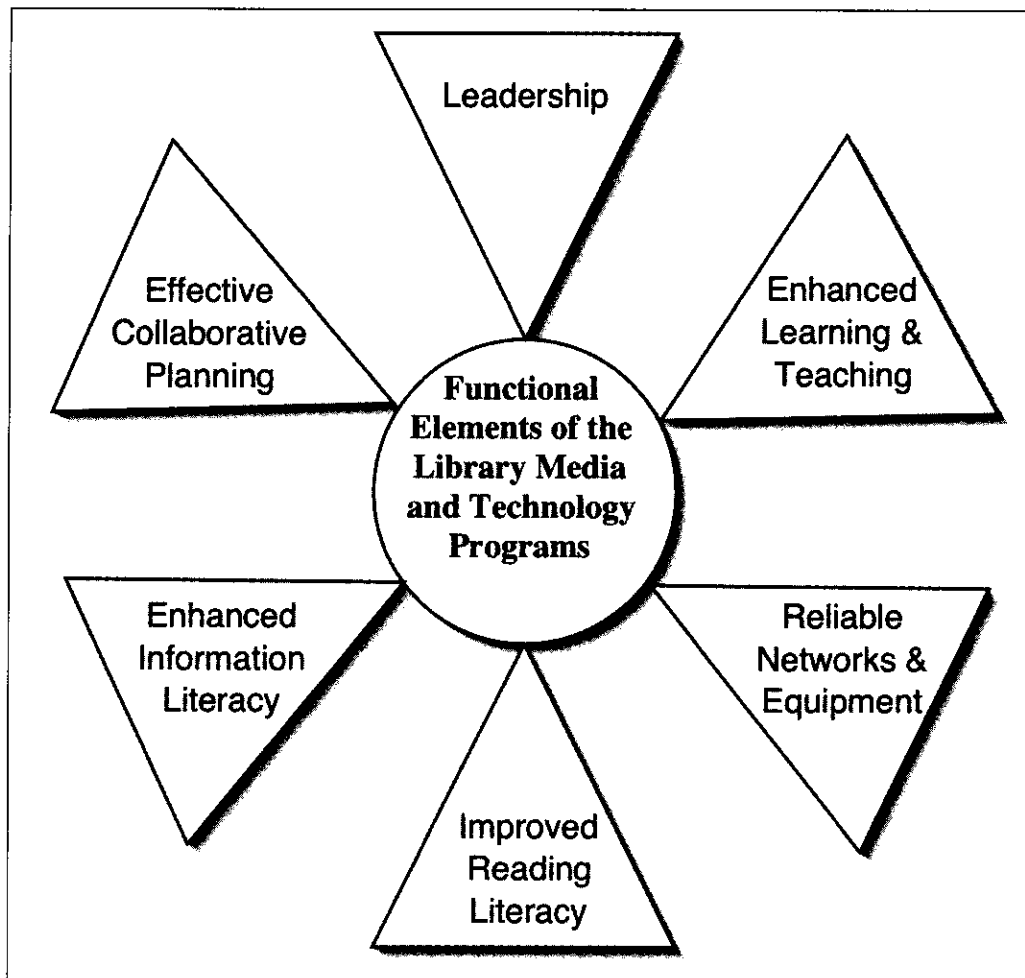 Leadership
Effective
Collaborative
Planning
Enhanced
Learning &
Teaching
Functional
Elements of the
Library Media
and Technology
Programs
Enhanced
Information
Literacy
Reliable
Networks &
Equipment
Improved
Reading
Literacy